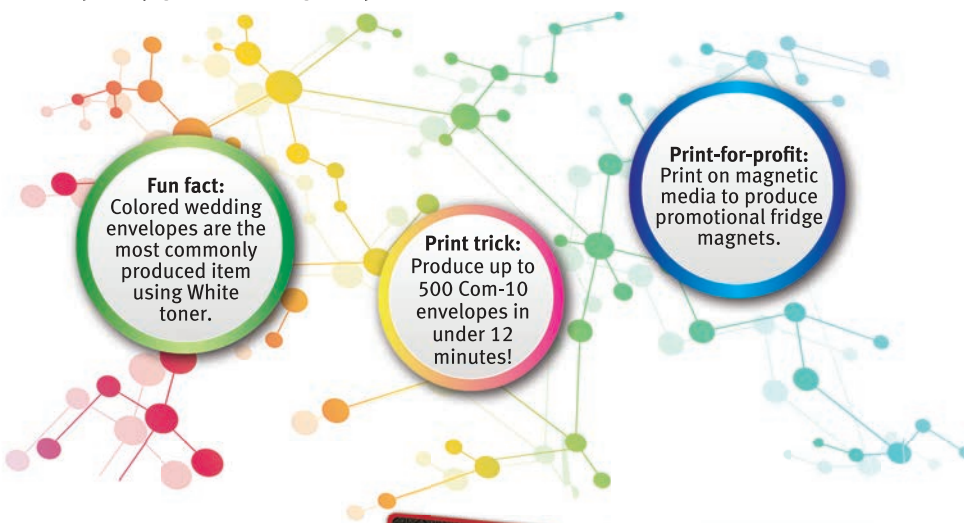 Fun fact:
Colored wedding
envelopes are the
most commonly
produced item
using White
toner.
Print trick:
Produce up to
500 Com-10
envelopes in
under 12
minutes!
Print-for-profit:
Print on magnetic
media to produce
promotional fridge
magnets.